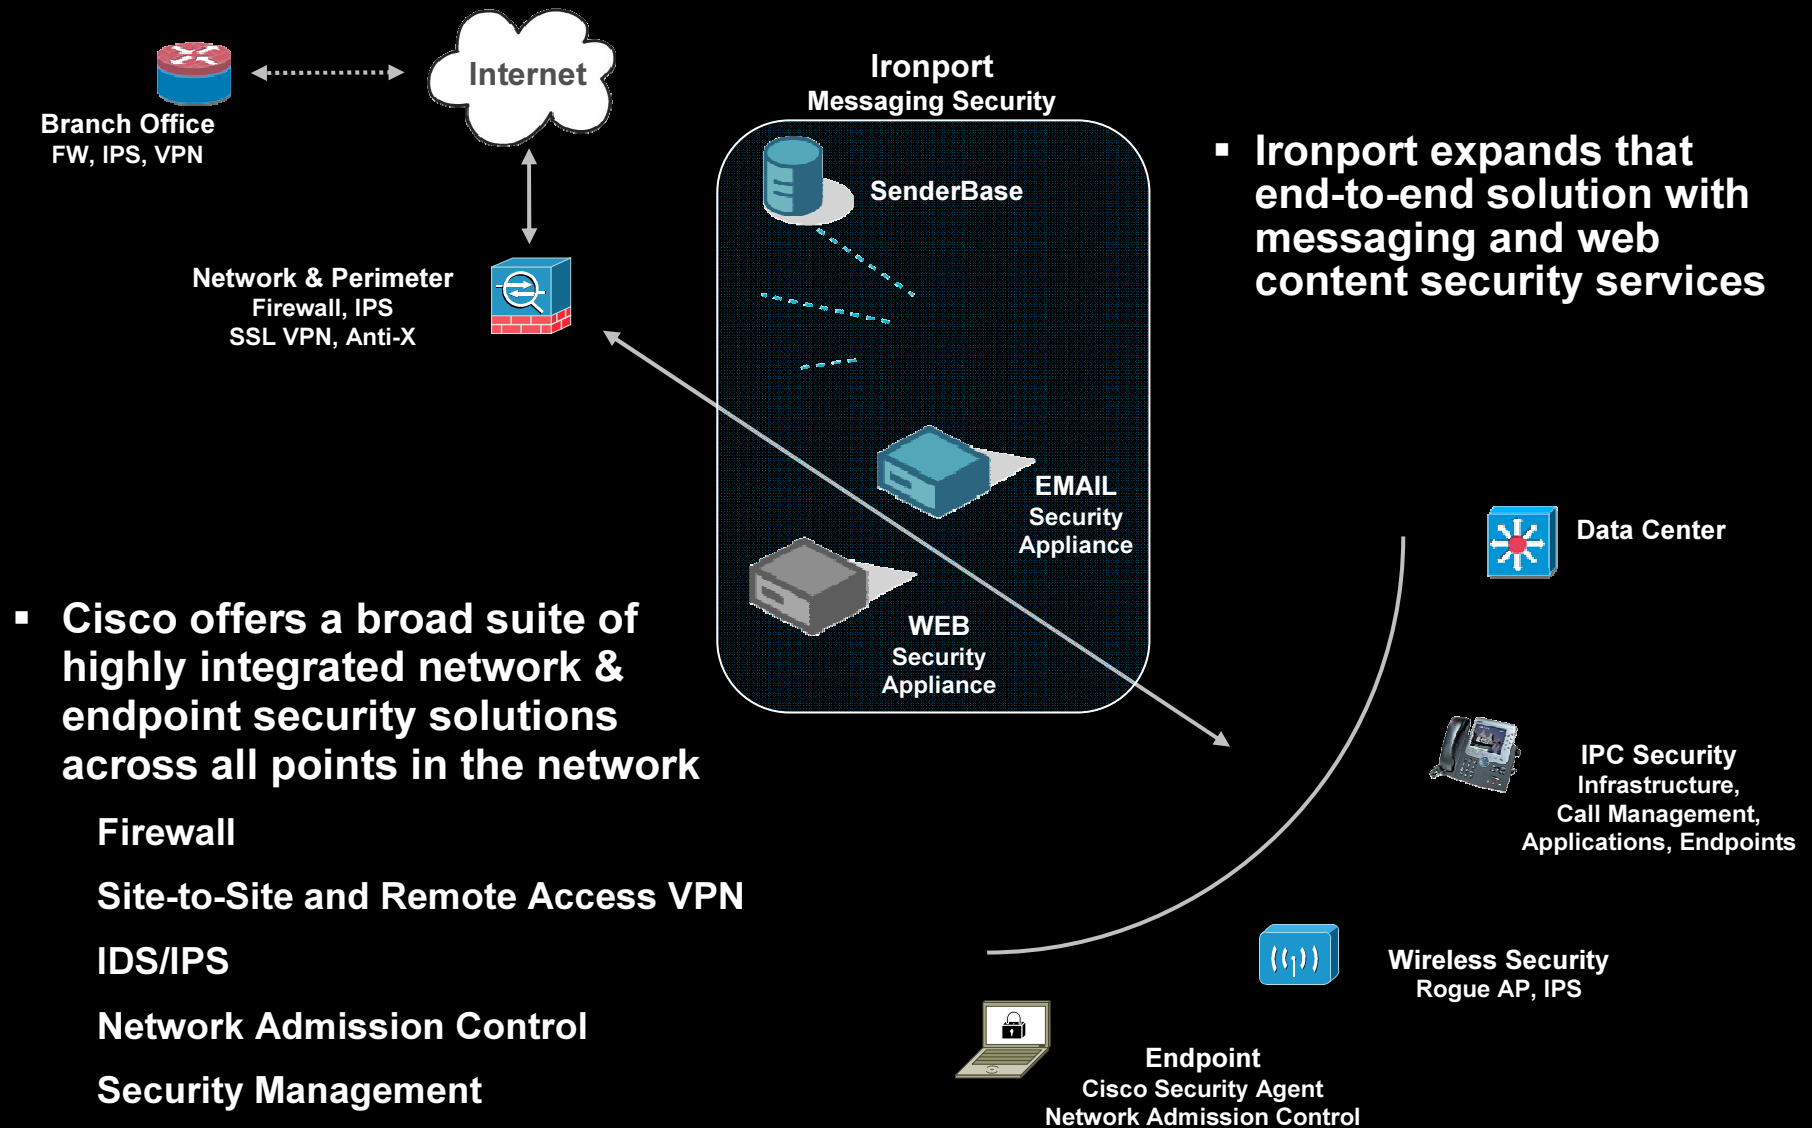 Internet
Branch Office
FW, IPS, VPN
Ironport
Messaging Security
SenderBase
▪ Ironport expands that
end-to-end solution with
messaging and web
content security services
Network & Perimeter
Firewall, IPS
SSL VPN, Anti-X
EMAIL
Security
Appliance
WEB
Security
Appliance
Data Center
▪ Cisco offers a broad suite of
highly integrated network &
endpoint security solutions
across all points in the network
Firewall
Site-to-Site and Remote Access VPN
IDS/IPS
Network Admission Control
Security Management
IPC Security
Infrastructure,
Call Management,
Applications, Endpoints
Wireless Security
Rogue AP, IPS
Endpoint
Cisco Security Agent
Network Admission Control